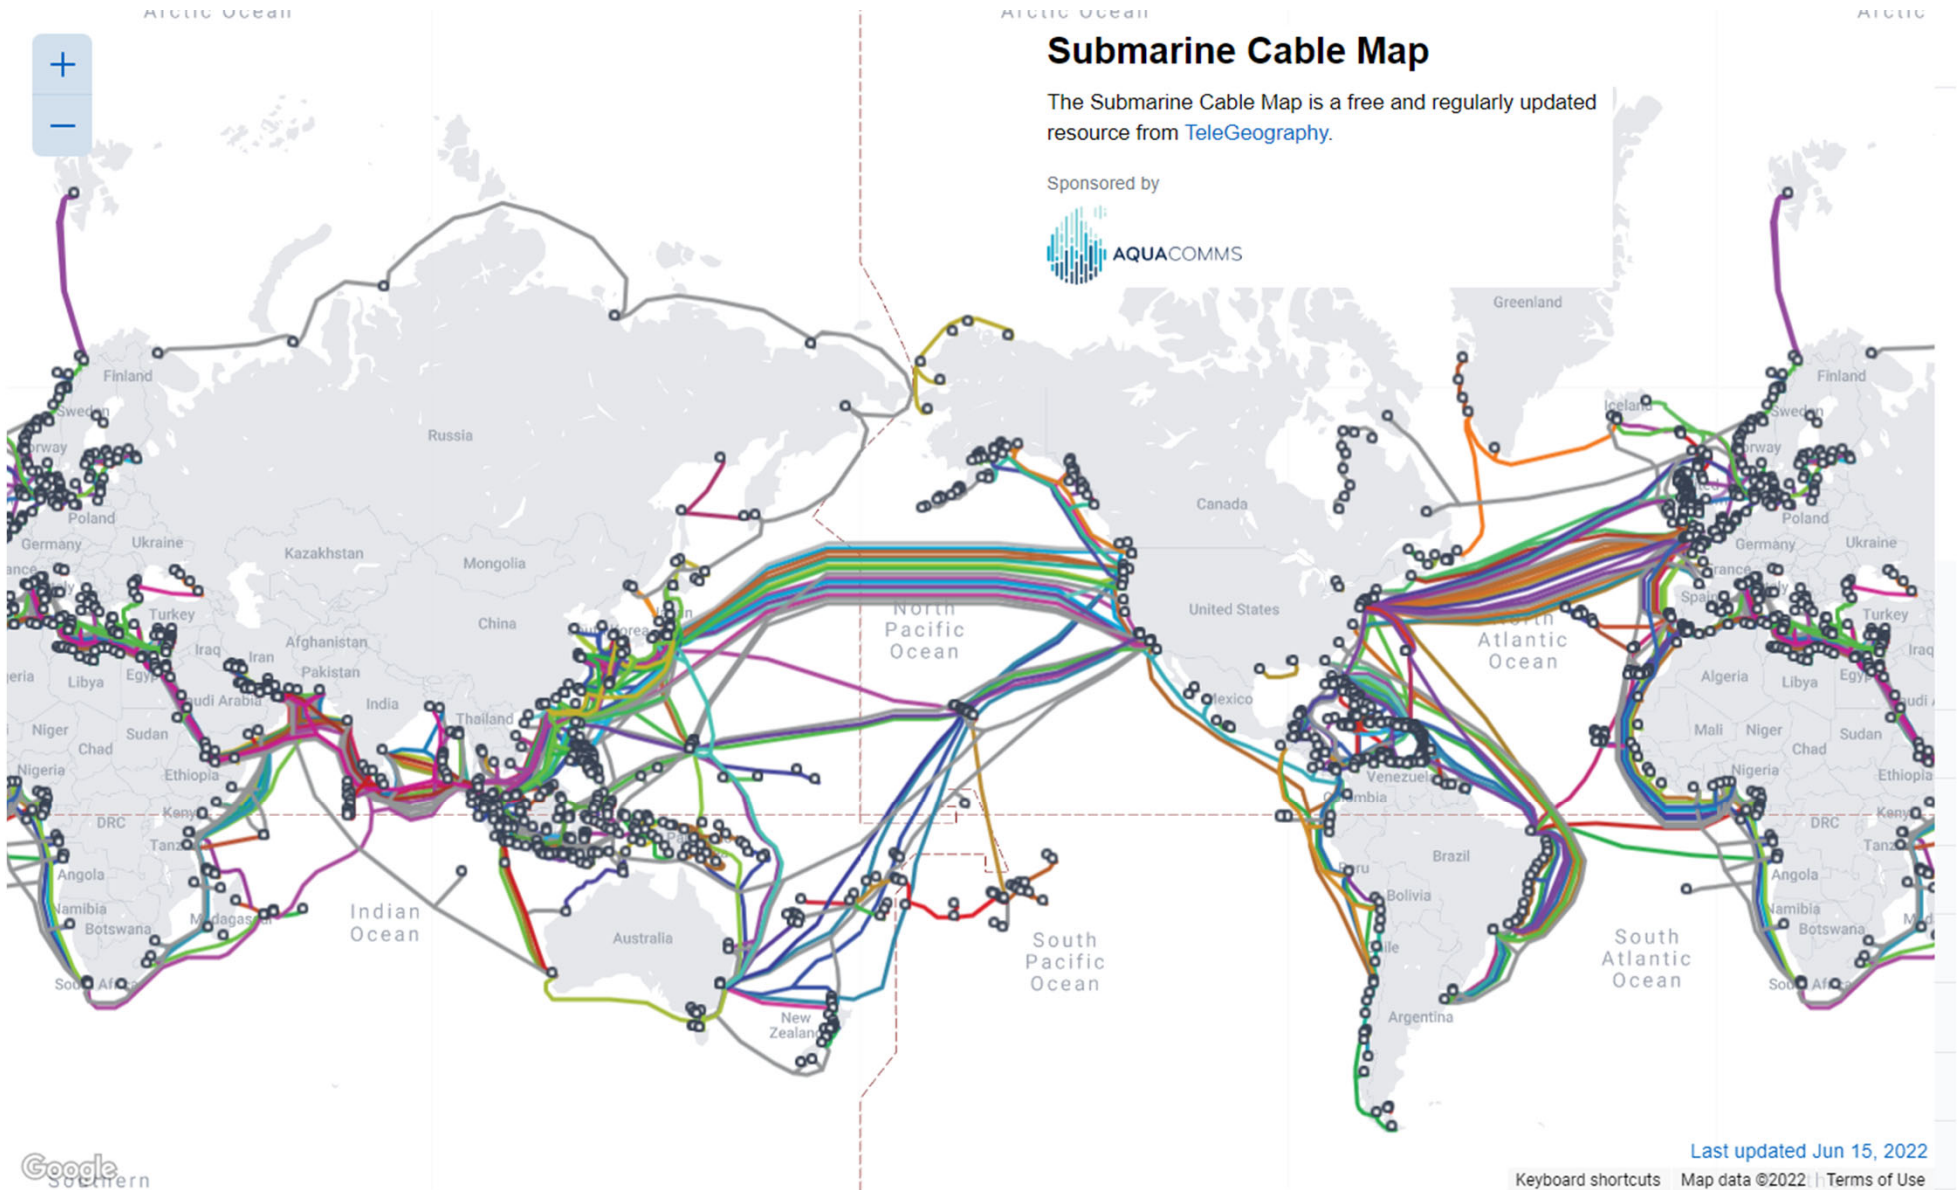 Arctic Ocean
Arctic Ocean
Arctic
+
−
Submarine Cable Map
The Submarine Cable Map is a free and regularly updated
resource from TeleGeography.
Sponsored by
AQUACOMMS
Greenland
Finland
Finland
Iceland
Sweden
Sweden
Russia
Canada
Poland
Poland
Germany
Ukraine
Kazakhstan
Mongolia
Germany
Ukraine
Turkey
China
North
Pacific
Ocean
United States
Atlantic
Ocean
Spain
Turkey
Iraq
Iran
Afghanistan
Pakistan
Libya
India
Thailand
Mexico
Algeria
Libya
Iraq
Niger
Chad
Sudan
Mali
Niger
Chad
Sudan
Nigeria
Ethiopia
Nigeria
Ethiopia
DRC
Brazil
DRC
Angola
Bolivia
Angola
Namibia
Botswana
Indian
Ocean
Australia
South
Pacific
Ocean
South
Atlantic
Ocean
Namibia
Botswana
New
Zealand
Argentina
Google
Southern
Last updated Jun 15, 2022
Keyboard shortcuts
Map data ©2022
Terms of Use